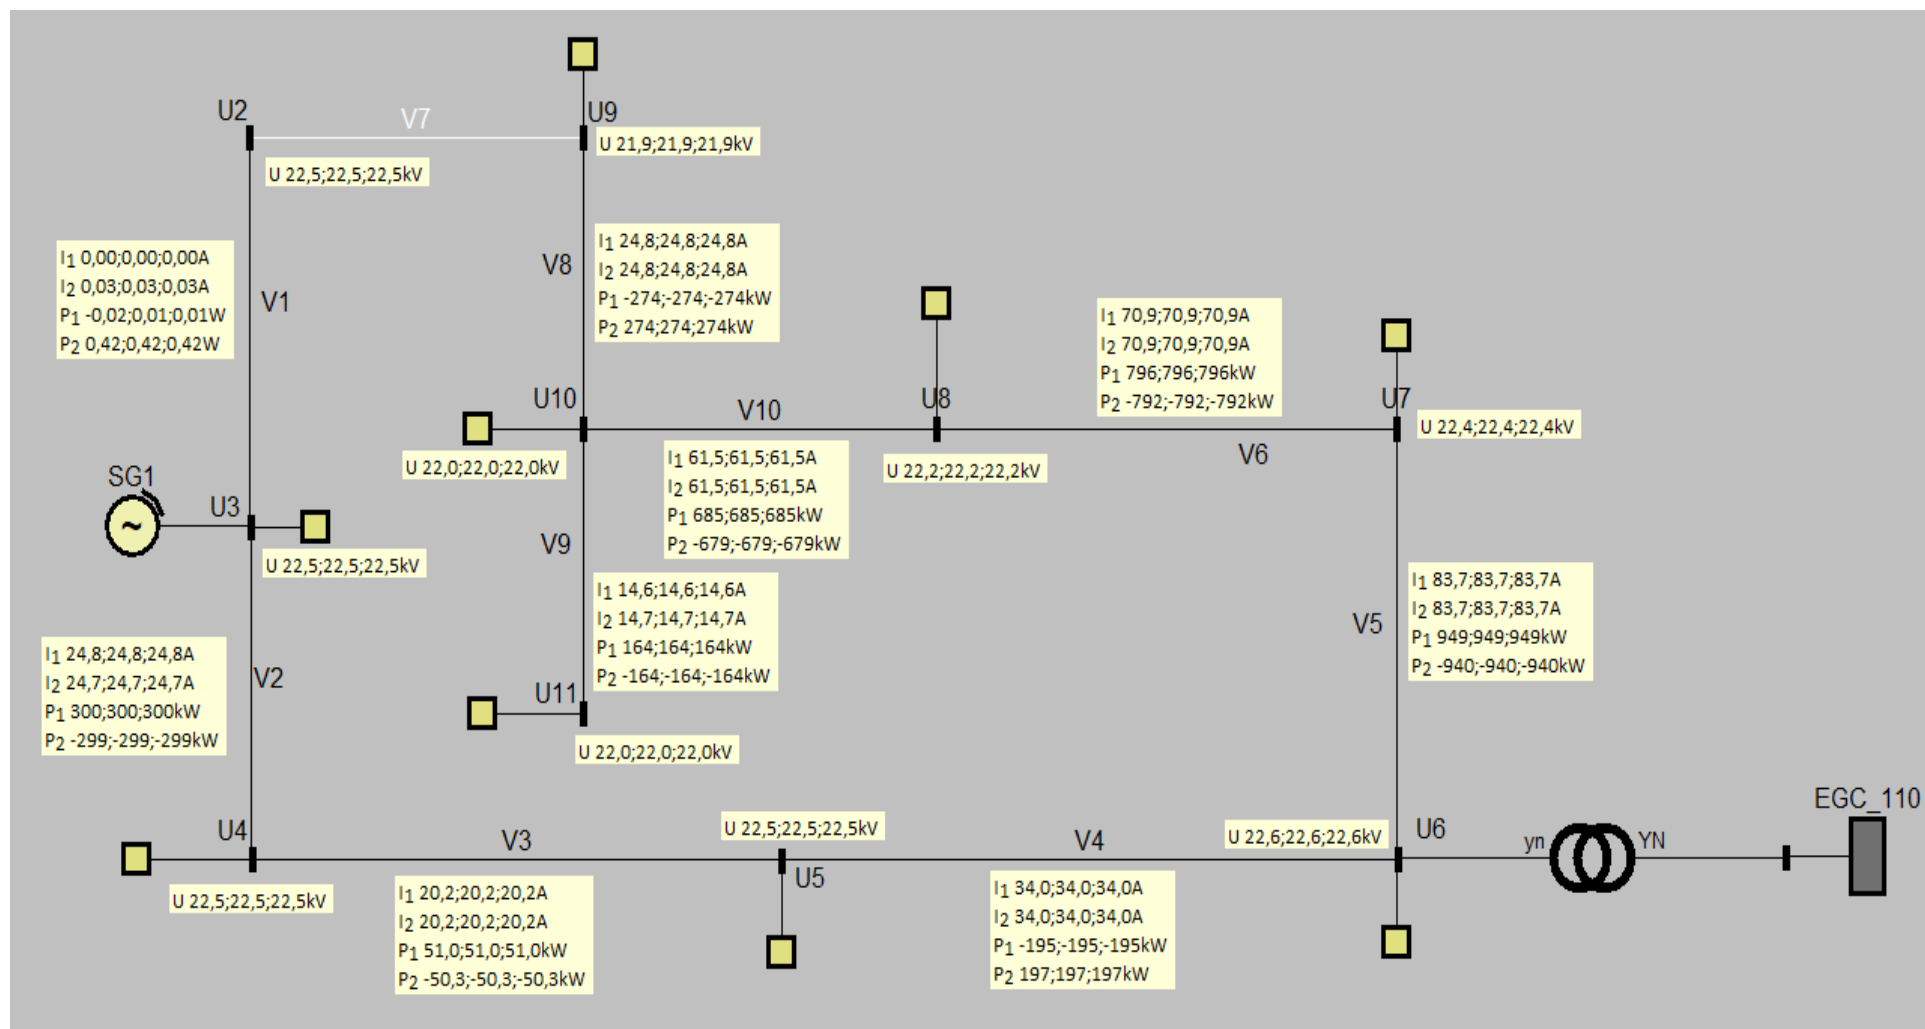 U2
V7
U9
U 21,9;21,9;21,9kV
U 22,5;22,5;22,5kV
I1 0,00;0,00;0,00A
I2 0,03;0,03;0,03A
P1 -0,02;0,01;0,01W
P2 0,42;0,42;0,42W
V1
V8
I1 24,8;24,8;24,8A
I2 24,8;24,8;24,8A
P1 -274;-274;-274kW
P2 274;274;274kW
I1 70,9;70,9;70,9A
I2 70,9;70,9;70,9A
P1 796;796;796kW
P2 -792;-792;-792kW
U10
V10
U8
U7
U 22,4;22,4;22,4kV
V6
U 22,0;22,0;22,0kV
I1 61,5;61,5;61,5A
I2 61,5;61,5;61,5A
P1 685;685;685kW
P2 -679;-679;-679kW
U 22,2;22,2;22,2kV
SG1
~
U3
U 22,5;22,5;22,5kV
V9
I1 14,6;14,6;14,6A
I2 14,7;14,7;14,7A
P1 164;164;164kW
P2 -164;-164;-164kW
V5
I1 83,7;83,7;83,7A
I2 83,7;83,7;83,7A
P1 949;949;949kW
P2 -940;-940;-940kW
I1 24,8;24,8;24,8A
I2 24,7;24,7;24,7A
P1 300;300;300kW
P2 -299;-299;-299kW
V2
U11
U 22,0;22,0;22,0kV
EGC_110
U4
V3
U 22,5;22,5;22,5kV
V4
U 22,6;22,6;22,6kV
U6
yn
YN
U5
U 22,5;22,5;22,5kV
I1 20,2;20,2;20,2A
I2 20,2;20,2;20,2A
P1 51,0;51,0;51,0kW
P2 -50,3;-50,3;-50,3kW
I1 34,0;34,0;34,0A
I2 34,0;34,0;34,0A
P1 -195;-195;-195kW
P2 197;197;197kW